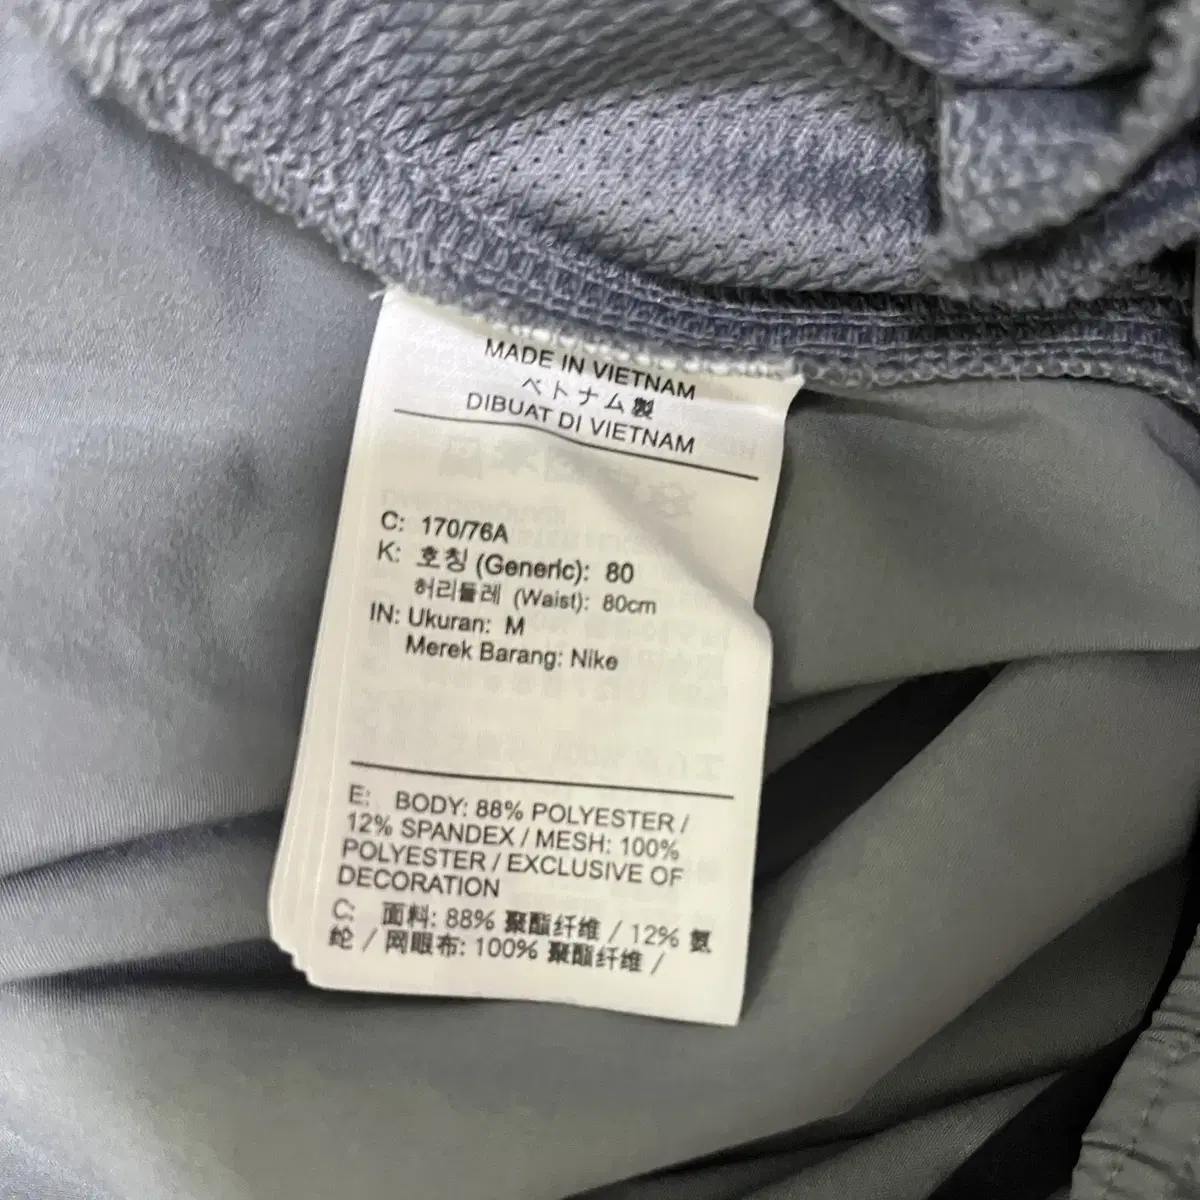 MADE IN VIETNAM
ベトナム製
DIBUAT DI VIETNAM
C: 170/76A
K: 호칭 (Generic): 80
허리둘레 (Waist): 80cm
IN: Ukuran: M
Merek Barang: Nike
E: BODY: 88% POLYESTER /
12% SPANDEX / MESH: 100%
POLYESTER / EXCLUSIVE OF
DECORATION
C: 面料: 88% 聚酯纤维 / 12% 氨
纶 / 网眼布: 100% 聚酯纤维 /